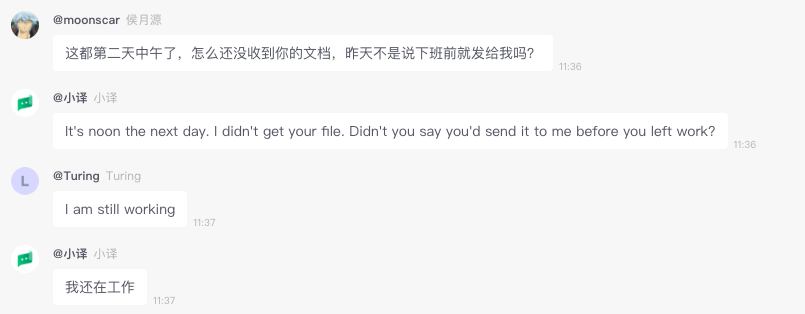 @moonscar 侯月源
这都第二天中午了，怎么还没收到你的文档，昨天不是说下班前就发给我吗？
11:36
@小译 小译
It's noon the next day. I didn't get your file. Didn't you say you'd send it to me before you left work?
11:36
L
@Turing Turing
I am still working
11:37
@小译 小译
我还在工作
11:37